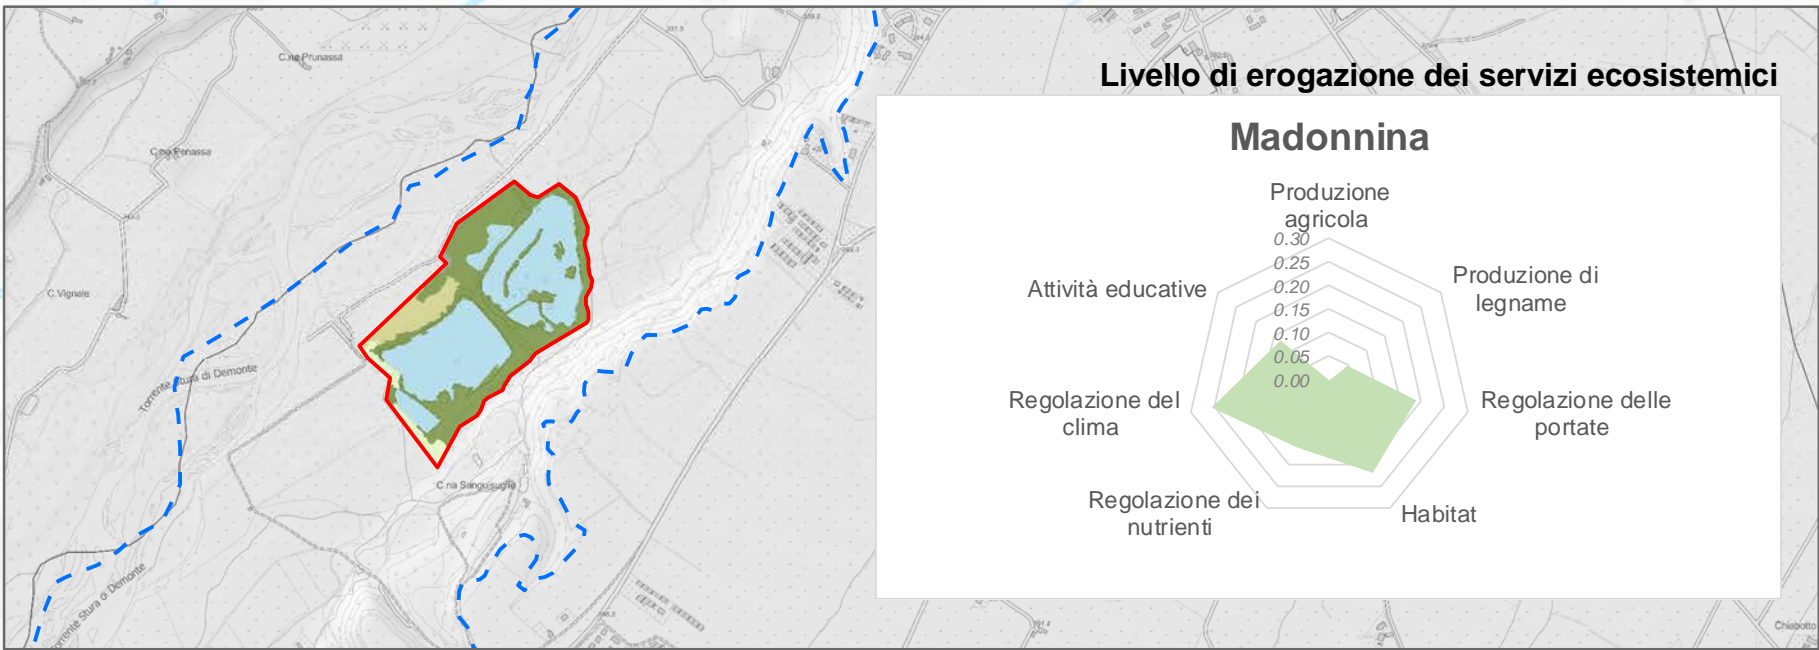 C.na Prunassa
C.na Penassa
C.Vignale
Torrente Stura di Demonte
C.na Sanguisuglie
Torrente Stura di Demonte
Livello di erogazione dei servizi ecosistemici
Madonnina
Produzione
agricola
0.30
0.25
0.20
0.15
0.10
0.05
0.00
Produzione di
legname
Attività educative
Regolazione delle
portate
Regolazione del
clima
Regolazione dei
nutrienti
Habitat
Chiabotto